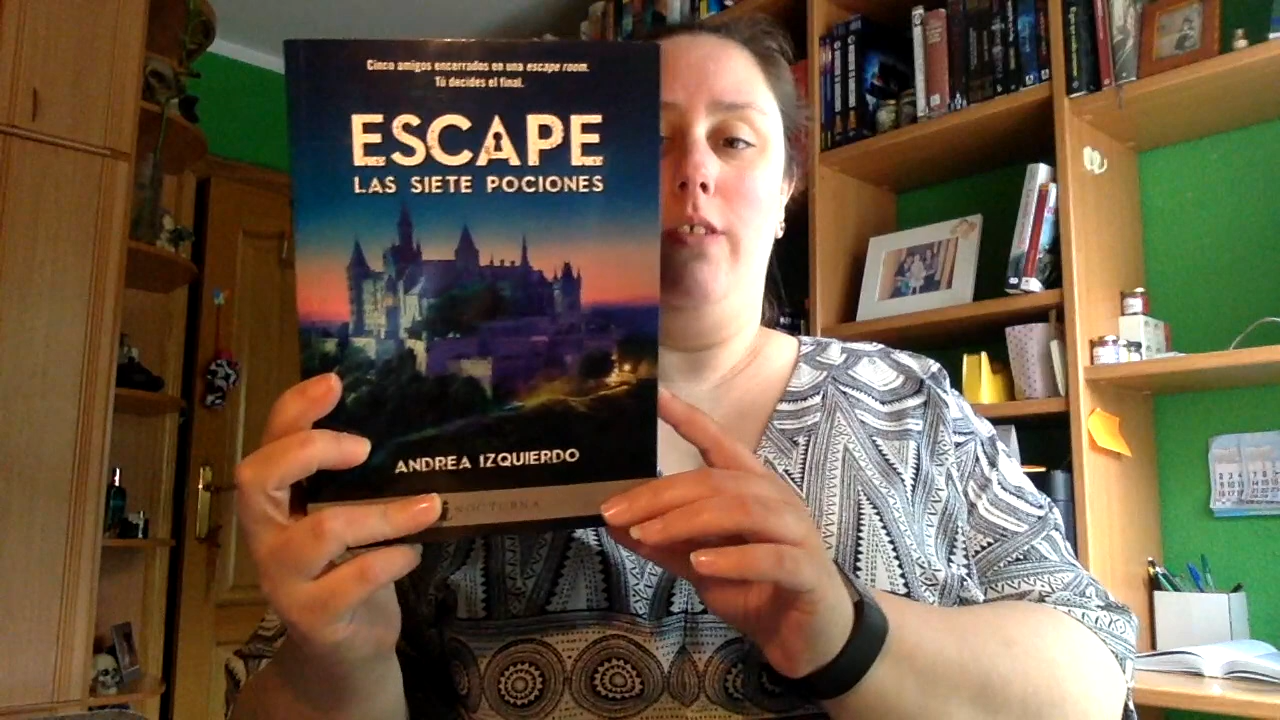 Cinco amigos encerrados en una escape room.
Tú decides el final.
ESCAPE
LAS SIETE POCIONES
ANDREA IZQUIERDO
NOCTURNA